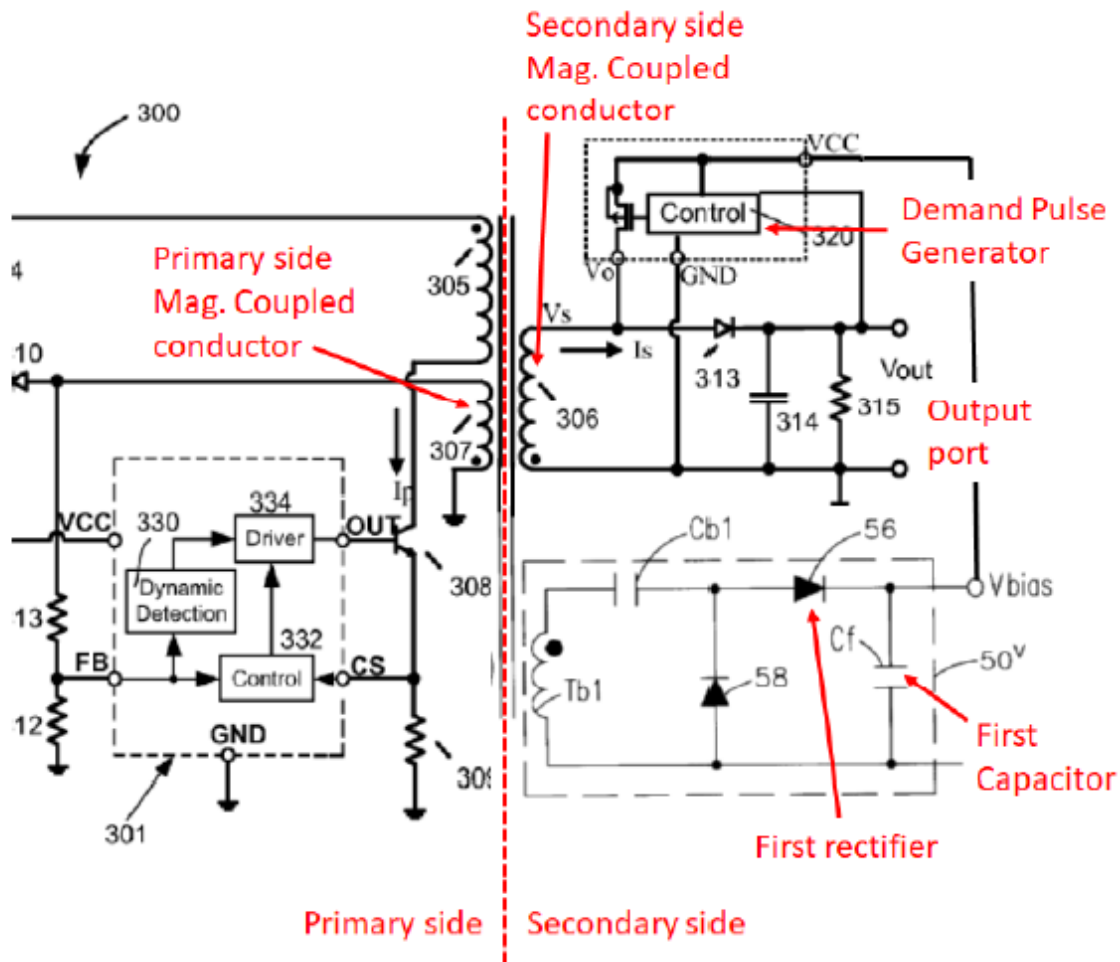 Secondary side
Mag. Coupled
conductor
300
VCC
Control
320
Demand Pulse
Generator
Vo
GND
Primary side
Mag. Coupled
conductor
305
4
Vs
Is
313
10
314
315
Vout
Output
port
306
307
Ip
VCC
330
334
Driver
OUT
308
Dynamic
Detection
13
332
FB
Control
CS
12
GND
309
301
Cb1
56
Vbias
Cf
50v
58
Tb1
First
Capacitor
First rectifier
Primary side
Secondary side